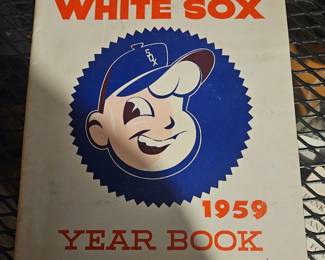 WHITE SOX
SOX
1959
YEAR BOOK